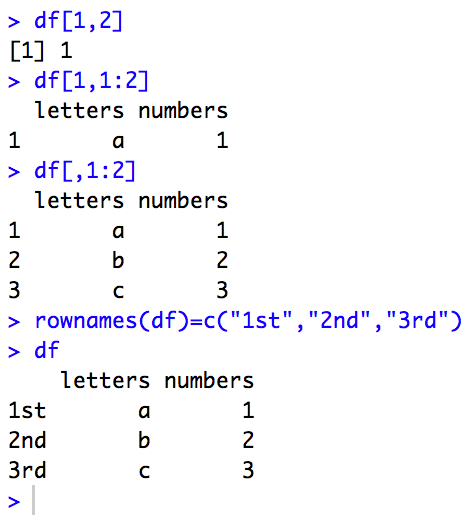 > df[1,2]
[1] 1
> df[1,1:2]
  letters numbers
1       a       1
> df[,1:2]
  letters numbers
1       a       1
2       b       2
3       c       3
> rownames(df)=c("1st","2nd","3rd")
> df
    letters numbers
1st       a       1
2nd       b       2
3rd       c       3
>